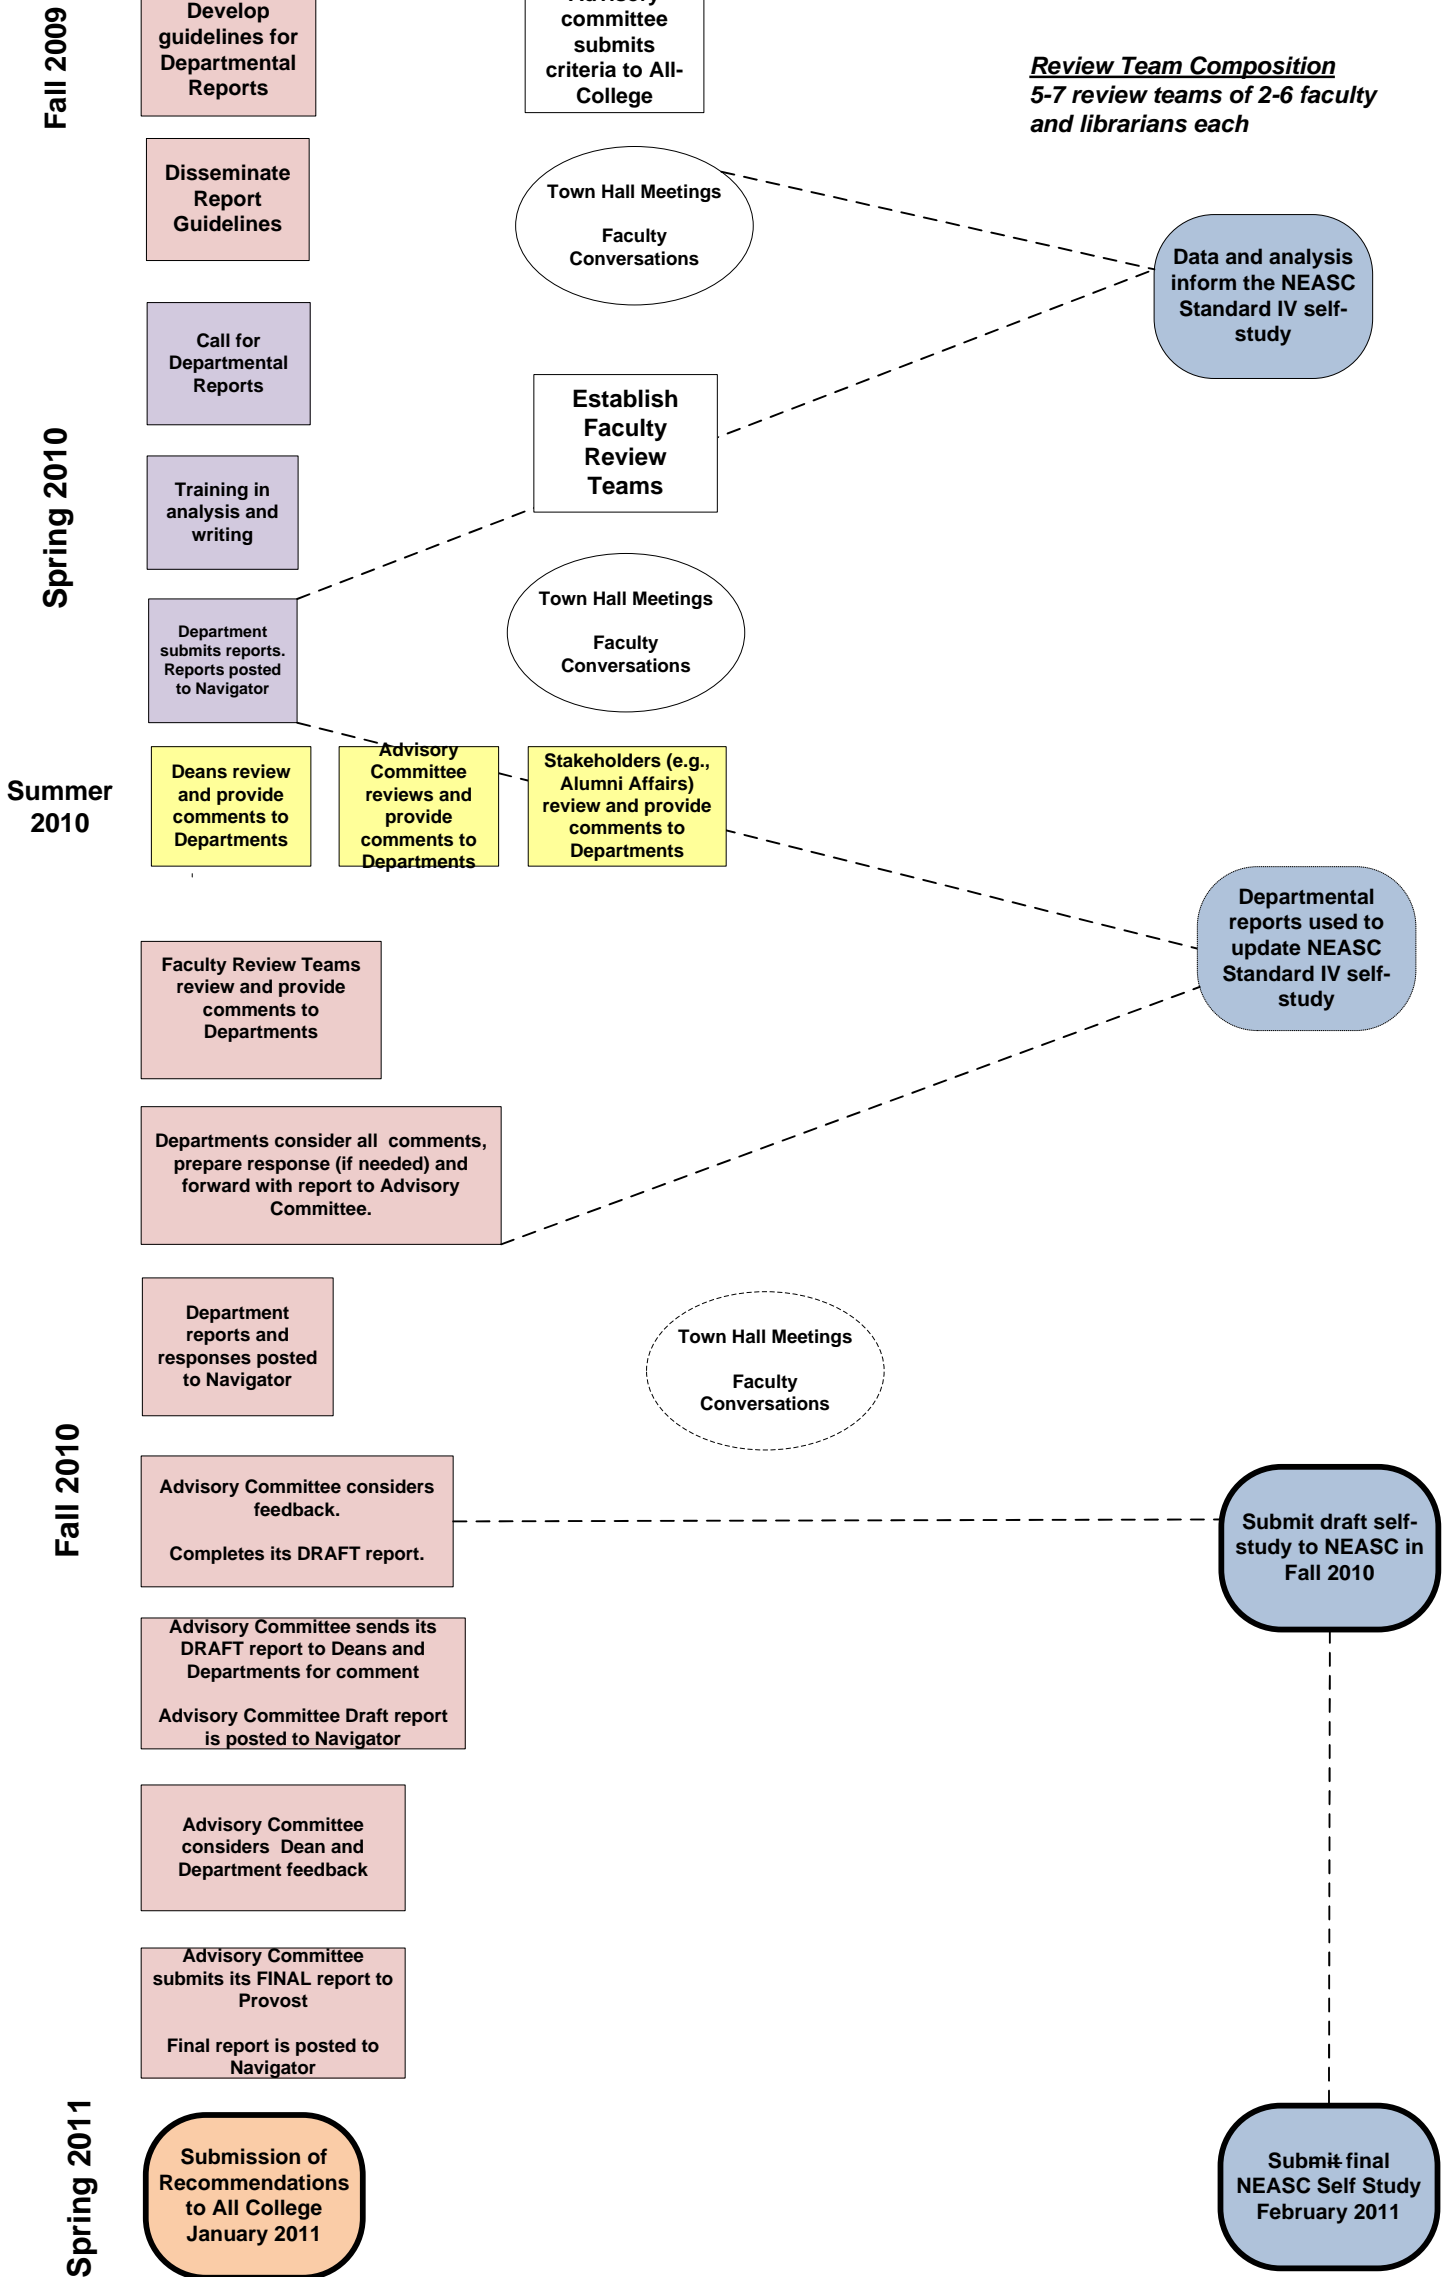 Fall 2009
Develop
guidelines for
Departmental
Reports
committee
submits
criteria to All-
College
Review Team Composition
5-7 review teams of 2-6 faculty
and librarians each
Disseminate
Report
Guidelines
Town Hall Meetings
Faculty
Conversations
Data and analysis
inform the NEASC
Standard IV self-
study
Call for
Departmental
Reports
Establish
Faculty
Review
Teams
Spring 2010
Training in
analysis and
writing
Department
submits reports.
Reports posted
to Navigator
Town Hall Meetings
Faculty
Conversations
Summer
2010
Deans review
and provide
comments to
Departments
Advisory
Committee
reviews and
provide
comments to
Departments
Stakeholders (e.g.,
Alumni Affairs)
review and provide
comments to
Departments
Departmental
reports used to
update NEASC
Standard IV self-
study
Faculty Review Teams
review and provide
comments to
Departments
Departments consider all comments,
prepare response (if needed) and
forward with report to Advisory
Committee.
Department
reports and
responses posted
to Navigator
Town Hall Meetings
Faculty
Conversations
Fall 2010
Advisory Committee considers
feedback.
Completes its DRAFT report.
Submit draft self-
study to NEASC in
Fall 2010
Advisory Committee sends its
DRAFT report to Deans and
Departments for comment
Advisory Committee Draft report
is posted to Navigator
Advisory Committee
considers Dean and
Department feedback
Advisory Committee
submits its FINAL report to
Provost
Final report is posted to
Navigator
Spring 2011
Submission of
Recommendations
to All College
January 2011
Submit final
NEASC Self Study
February 2011